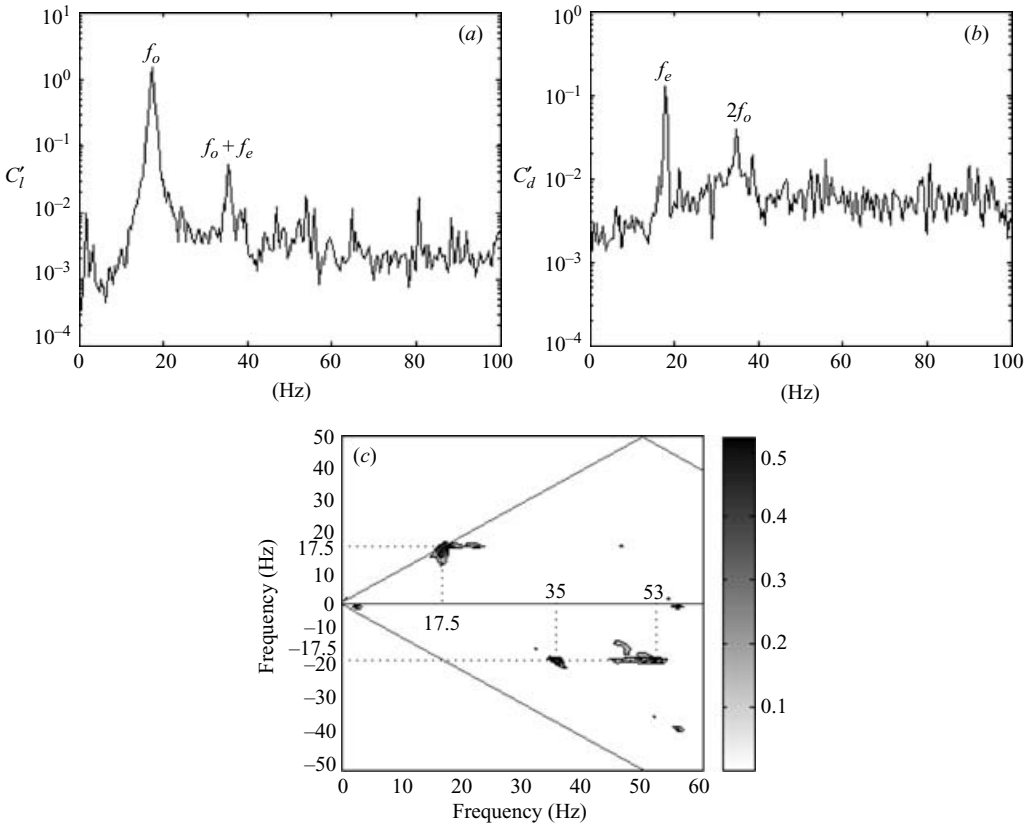 10^1
10^0
10^{-1}
C'_l
10^{-2}
10^{-3}
10^{-4}
(a)
f_o
f_o + f_e
0 20 40 60 80 100
(Hz)
10^0
10^{-1}
C'_d
10^{-2}
10^{-3}
10^{-4}
(b)
f_e
2f_o
0 20 40 60 80 100
(Hz)
(c)
Frequency (Hz)
50
40
30
20
17.5
10
0
–10
–17.5
–20
–30
–40
–50
35 53
17.5
0 10 20 30 40 50 60
Frequency (Hz)
0.5
0.4
0.3
0.2
0.1